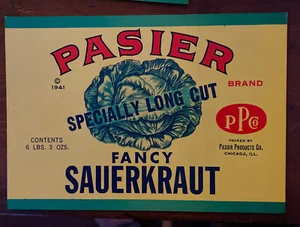 PASIER
©
1941
BRAND
SPECIALLY LONG CUT
PPCo
CONTENTS
6 LBS. 3 OZS.
PACKED BY
PASIER PRODUCTS CO.
CHICAGO, ILL.
FANCY
SAUERKRAUT